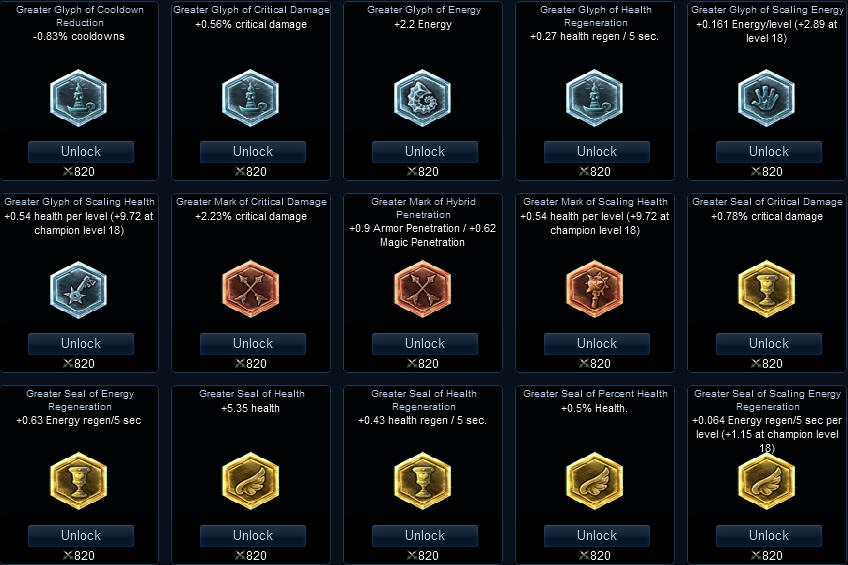 Greater Glyph of Cooldown
Reduction
-0.83% cooldowns
Unlock
820
Greater Glyph of Critical Damage
+0.56% critical damage
Unlock
820
Greater Glyph of Energy
+2.2 Energy
Unlock
820
Greater Glyph of Health
Regeneration
+0.27 health regen / 5 sec.
Unlock
820
Greater Glyph of Scaling Energy
+0.161 Energy/level (+2.89 at
level 18)
Unlock
820
Greater Glyph of Scaling Health
+0.54 health per level (+9.72 at
champion level 18)
Unlock
820
Greater Mark of Critical Damage
+2.23% critical damage
Unlock
820
Greater Mark of Hybrid
Penetration
+0.9 Armor Penetration / +0.62
Magic Penetration
Unlock
820
Greater Mark of Scaling Health
+0.54 health per level (+9.72 at
champion level 18)
Unlock
820
Greater Seal of Critical Damage
+0.78% critical damage
Unlock
820
Greater Seal of Energy
Regeneration
+0.63 Energy regen/5 sec
Unlock
820
Greater Seal of Health
+5.35 health
Unlock
820
Greater Seal of Health
Regeneration
+0.43 health regen / 5 sec.
Unlock
820
Greater Seal of Percent Health
+0.5% Health.
Unlock
820
Greater Seal of Scaling Energy
Regeneration
+0.064 Energy regen/5 sec per
level (+1.15 at champion level
18)
Unlock
820